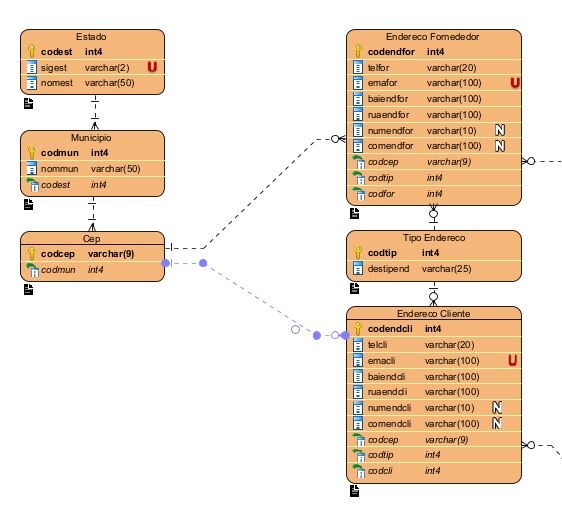 Estado
codest int4
sigest varchar(2) U
nomest varchar(50)
Municipio
codmun int4
nommun varchar(50)
codest int4
Cep
codcep varchar(9)
codmun int4
Endereco Fornededor
codendfor int4
telfor varchar(20)
emafor varchar(100) U
baiendfor varchar(100)
ruaendfor varchar(100)
numendfor varchar(10) N
comendfor varchar(100) N
codcep varchar(9)
codtip int4
codfor int4
Tipo Endereco
codtip int4
destipend varchar(25)
Endereco Cliente
codendcli int4
telcli varchar(20)
emacli varchar(100) U
baiendcli varchar(100)
ruaendcli varchar(100)
numendcli varchar(10) N
comendcli varchar(100) N
codcep varchar(9)
codtip int4
codcli int4